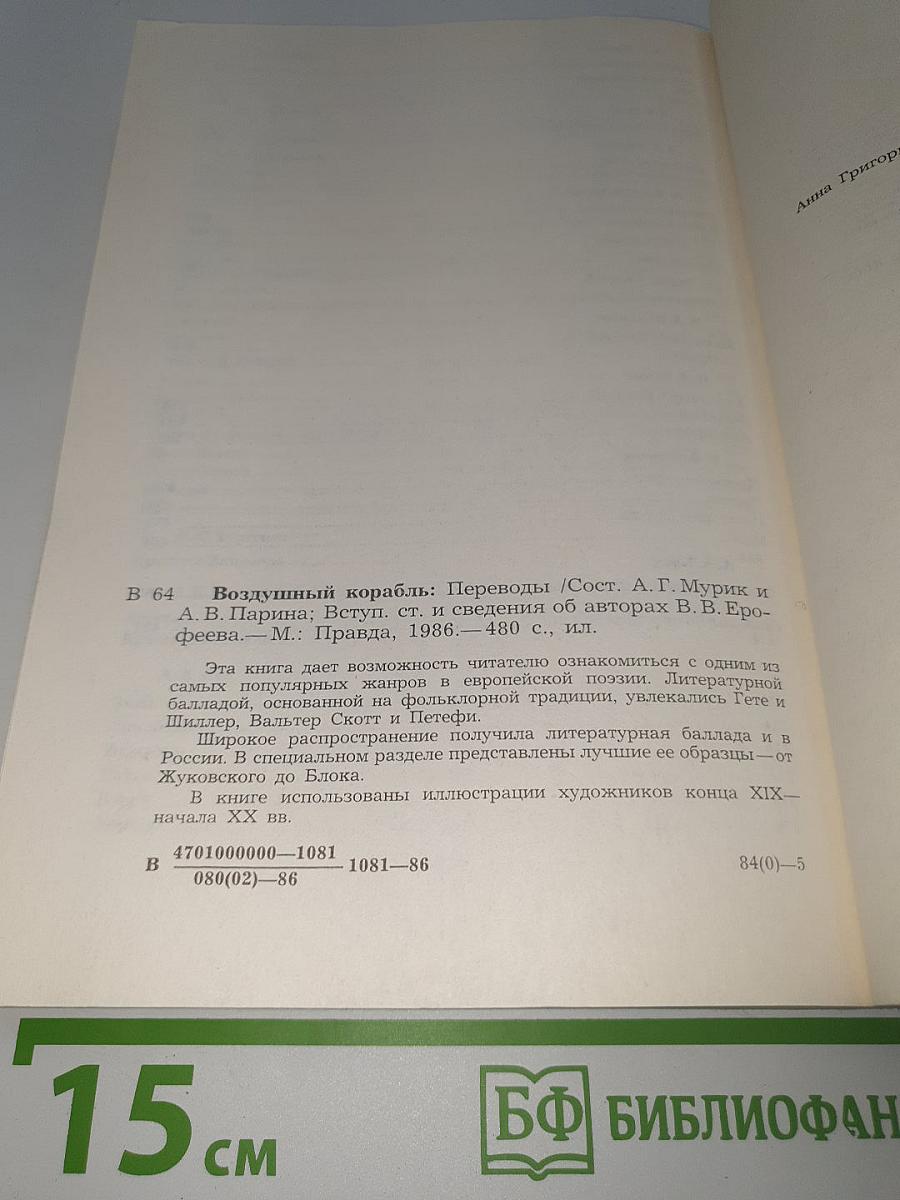 Анна Григорь
В 64 Воздушный корабль: Переводы /Сост. А. Г. Мурик и
А. В. Парина; Вступ. ст. и сведения об авторах В. В. Еро-
феева.— М.: Правда, 1986.— 480 с., ил.
Эта книга дает возможность читателю ознакомиться с одним из
самых популярных жанров в европейской поэзии. Литературной
балладой, основанной на фольклорной традиции, увлекались Гете и
Шиллер, Вальтер Скотт и Петефи.
Широкое распространение получила литературная баллада и в
России. В специальном разделе представлены лучшие ее образцы — от
Жуковского до Блока.
В книге использованы иллюстрации художников конца XIX—
начала XX вв.
В 4701000000—1081
080(02)—86 1081—86 84(0)—5
15 см БФ БИБЛИОФАН